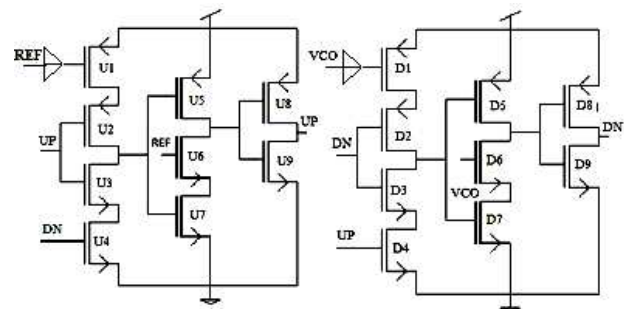 REF
U1
U2
UP
U3
DN
U4
U5
REF
U6
U7
U8
UP
U9
VCO
D1
D2
DN
D3
UP
D4
D5
D6
VCO
D7
D8
DN
D9